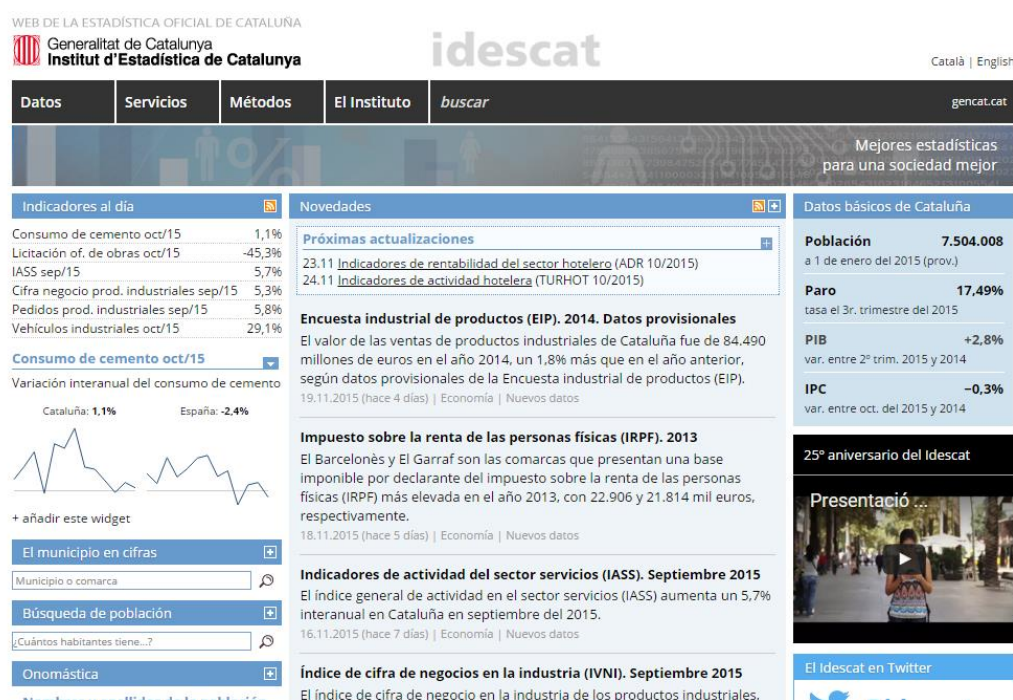 WEB DE LA ESTADÍSTICA OFICIAL DE CATALUÑA
Generalitat de Catalunya
Institut d'Estadística de Catalunya
idescat
Català | English
Datos
Servicios
Métodos
El Instituto
buscar
gencat.cat
Mejores estadísticas
para una sociedad mejor
Indicadores al día
Consumo de cemento oct/15 1,1%
Licitación of. de obras oct/15 -45,3%
IASS sep/15 5,7%
Cifra negocio prod. industriales sep/15 5,3%
Pedidos prod. industriales sep/15 5,8%
Vehículos industriales oct/15 29,1%
Consumo de cemento oct/15
Variación interanual del consumo de cemento
Cataluña: 1,1% España: -2,4%
+ añadir este widget
El municipio en cifras
Municipio o comarca
Búsqueda de población
¿Cuántos habitantes tiene...?
Onomástica
Novedades
Próximas actualizaciones
23.11 Indicadores de rentabilidad del sector hotelero (ADR 10/2015)
24.11 Indicadores de actividad hotelera (TURHOT 10/2015)
Encuesta industrial de productos (EIP). 2014. Datos provisionales
El valor de las ventas de productos industriales de Cataluña fue de 84.490
millones de euros en el año 2014, un 1,8% más que en el año anterior,
según datos provisionales de la Encuesta industrial de productos (EIP).
19.11.2015 (hace 4 días) | Economía | Nuevos datos
Impuesto sobre la renta de las personas físicas (IRPF). 2013
El Barcelonès y El Garraf son las comarcas que presentan una base
imponible por declarante del impuesto sobre la renta de las personas
físicas (IRPF) más elevada en el año 2013, con 22.906 y 21.814 mil euros,
respectivamente.
18.11.2015 (hace 5 días) | Economía | Nuevos datos
Indicadores de actividad del sector servicios (IASS). Septiembre 2015
El índice general de actividad en el sector servicios (IASS) aumenta un 5,7%
interanual en Cataluña en septiembre del 2015.
16.11.2015 (hace 7 días) | Economía | Nuevos datos
Índice de cifra de negocios en la industria (IVNI). Septiembre 2015
El índice de cifra de negocio en la industria de los productos industriales,
Datos básicos de Cataluña
Población 7.504.008
a 1 de enero del 2015 (prov.)
Paro 17,49%
tasa el 3r. trimestre del 2015
PIB +2,8%
var. entre 2º trim. 2015 y 2014
IPC −0,3%
var. entre oct. del 2015 y 2014
25º aniversario del Idescat
Presentació ...
El Idescat en Twitter